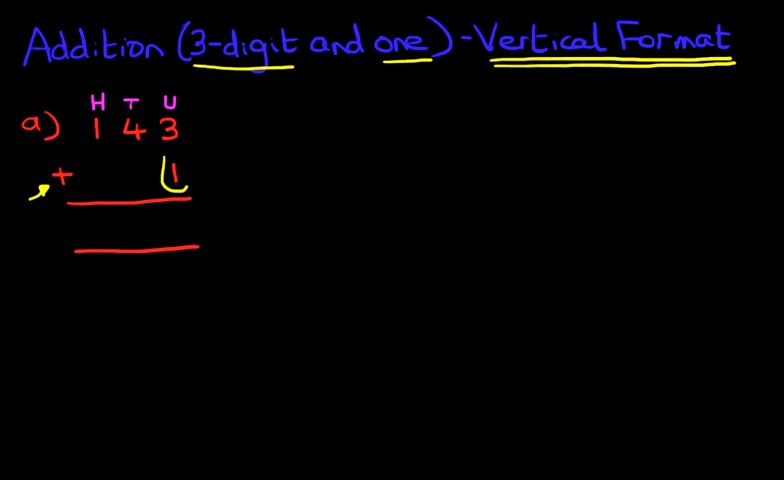 Addition (3-digit and one) - Vertical Format
H T U
a) 1 4 3
+ 1